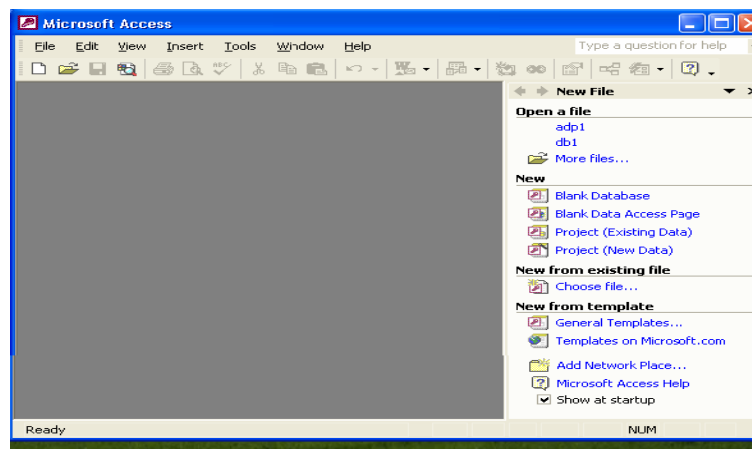 Microsoft Access
File Edit View Insert Tools Window Help Type a question for help
New File
Open a file
adp1
db1
More files...
New
Blank Database
Blank Data Access Page
Project (Existing Data)
Project (New Data)
New from existing file
Choose file...
New from template
General Templates...
Templates on Microsoft.com
Add Network Place...
Microsoft Access Help
Show at startup
Ready NUM